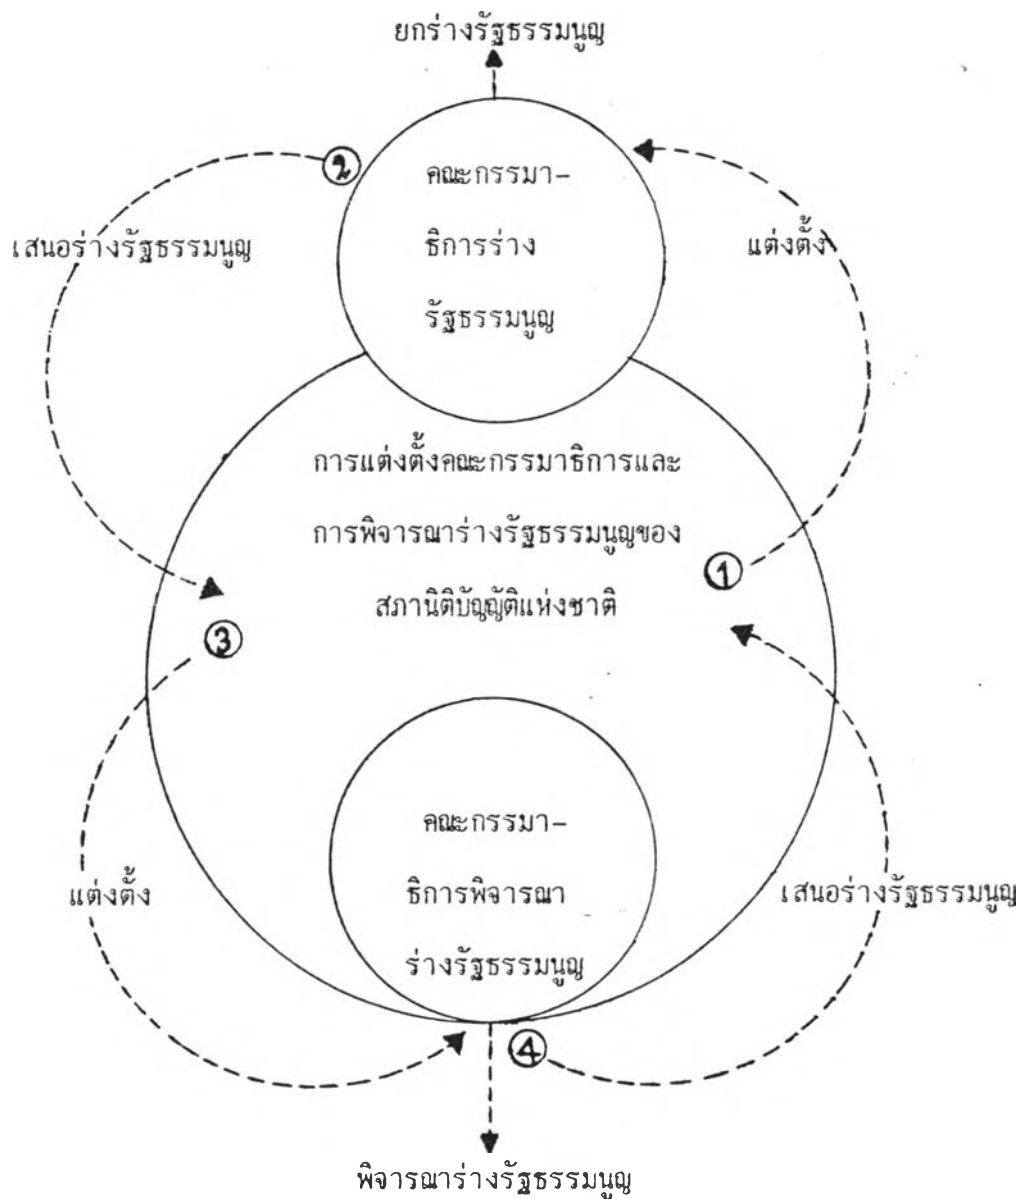 ยกร่างรัฐธรรมนูญ
๒
คณะกรรมา-
ธิการร่าง
รัฐธรรมนูญ
เสนอร่างรัฐธรรมนูญ
แต่งตั้ง
การแต่งตั้งคณะกรรมาธิการและ
การพิจารณาร่างรัฐธรรมนูญของ
สภานิติบัญญัติแห่งชาติ
1
3
คณะกรรมา-
ธิการพิจารณา
ร่างรัฐธรรมนูญ
แต่งตั้ง
เสนอร่างรัฐธรรมนูญ
4
พิจารณาร่างรัฐธรรมนูญ